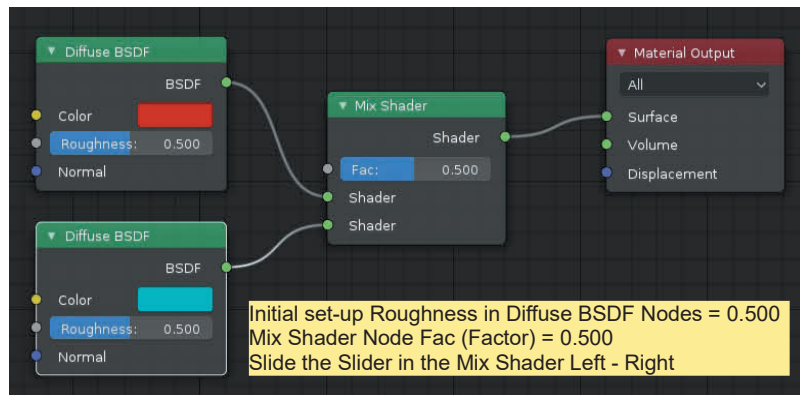 Diffuse BSDF
BSDF
Color
Roughness: 0.500
Normal
Diffuse BSDF
BSDF
Color
Roughness: 0.500
Normal
Mix Shader
Shader
Fac: 0.500
Shader
Shader
Material Output
All
Surface
Volume
Displacement
Initial set-up Roughness in Diffuse BSDF Nodes = 0.500
Mix Shader Node Fac (Factor) = 0.500
Slide the Slider in the Mix Shader Left - Right